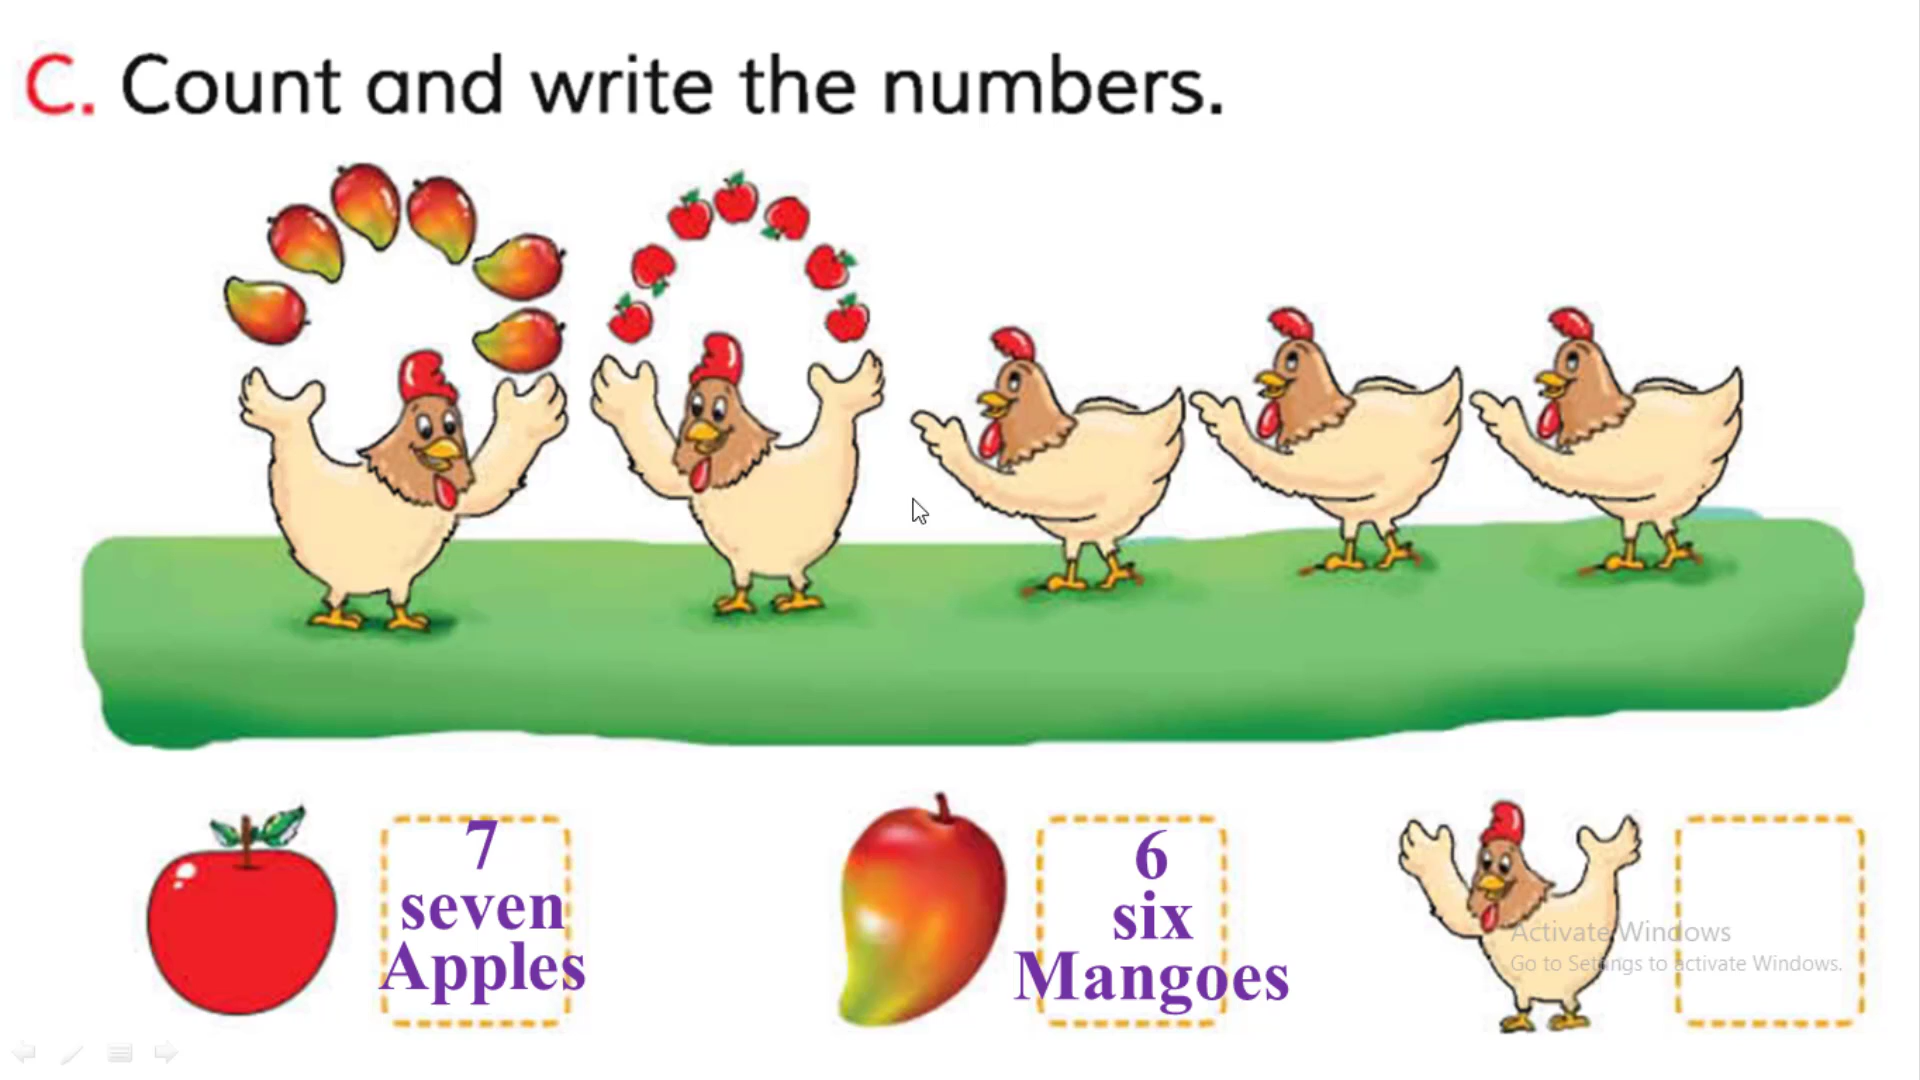 C. Count and write the numbers.
7
seven
Apples
6
six
Mangoes
Activate Windows
Go to Settings to activate Windows.